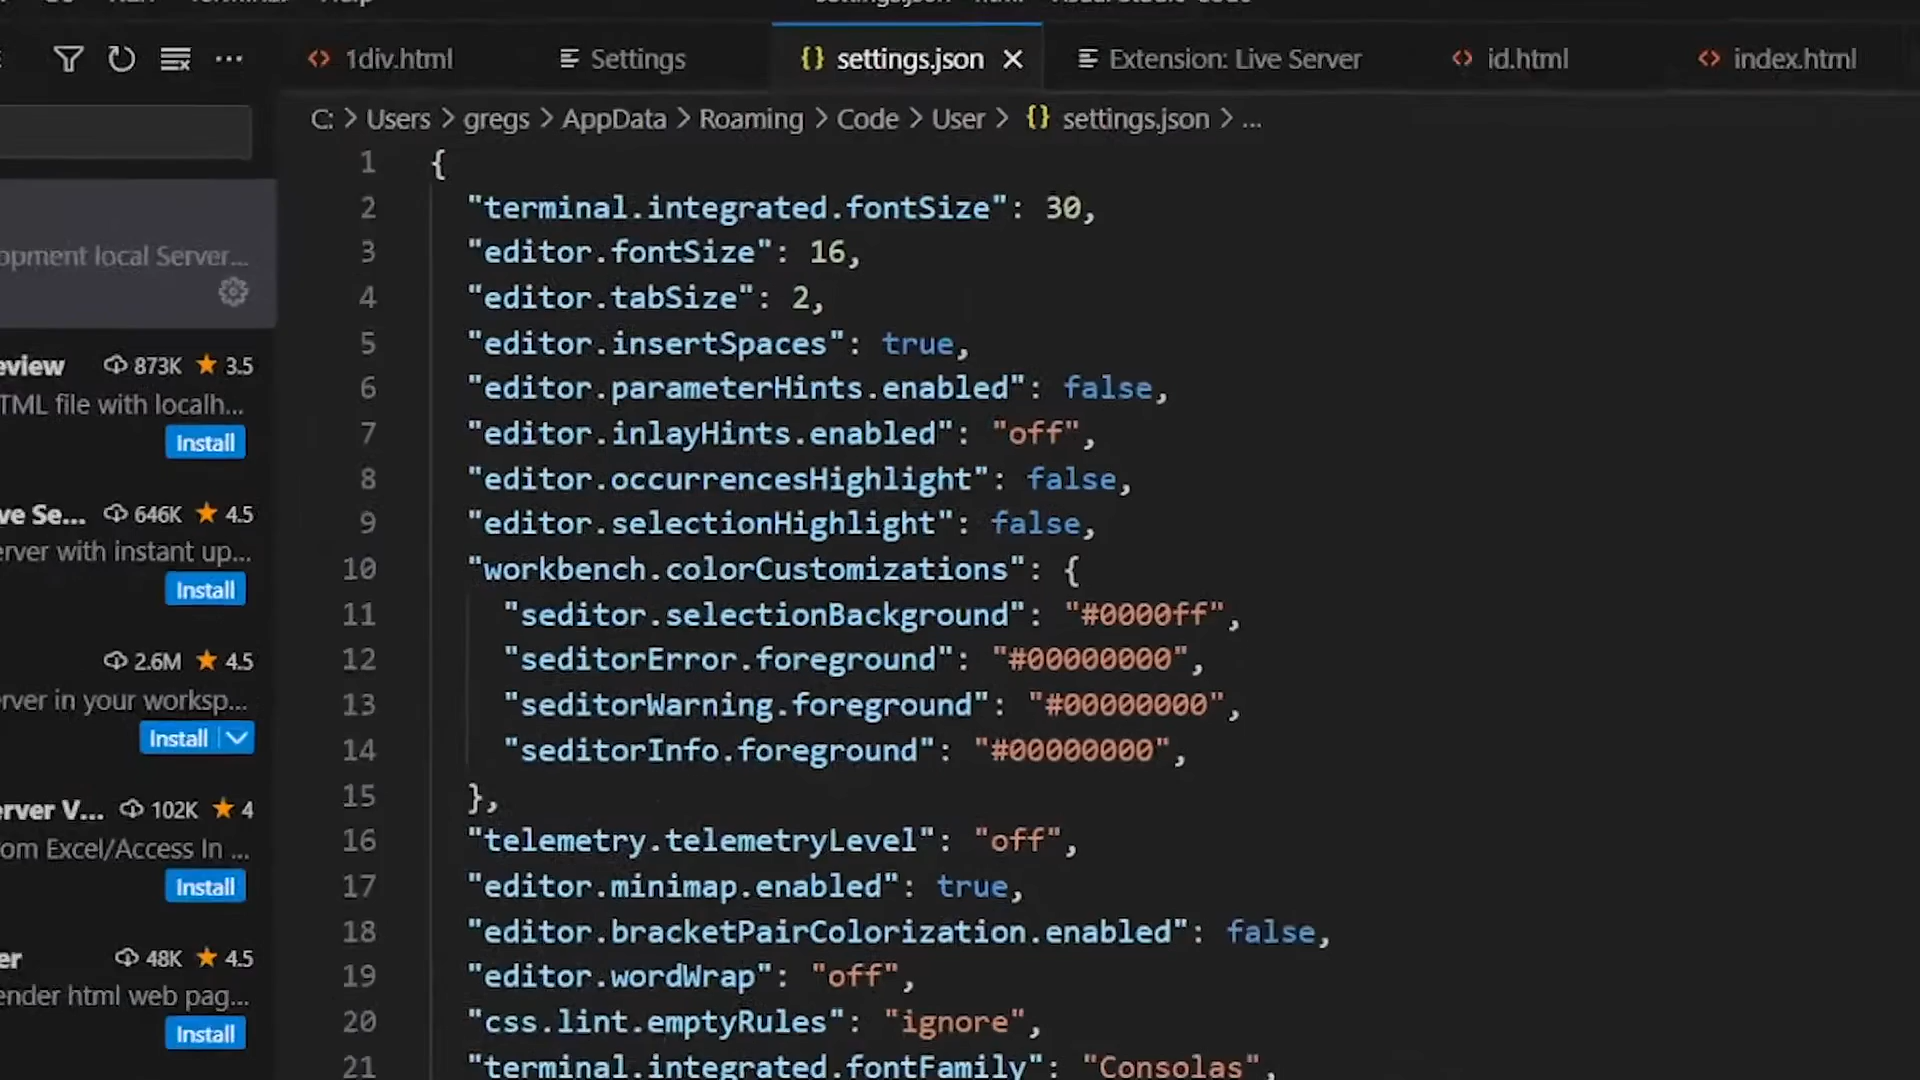 1div.html
Settings
{} settings.json
Extension: Live Server
id.html
index.html
C: > Users > gregs > AppData > Roaming > Code > User > {} settings.json > ...
opment local Server...
eview 873K 3.5
TML file with localh...
Install
ve Se... 646K 4.5
erver with instant up...
Install
2.6M 4.5
erver in your worksp...
Install
erver V... 102K 4
om Excel/Access In ...
Install
er 48K 4.5
ender html web pag...
Install
1 {
2 "terminal.integrated.fontSize": 30,
3 "editor.fontSize": 16,
4 "editor.tabSize": 2,
5 "editor.insertSpaces": true,
6 "editor.parameterHints.enabled": false,
7 "editor.inlayHints.enabled": "off",
8 "editor.occurrencesHighlight": false,
9 "editor.selectionHighlight": false,
10 "workbench.colorCustomizations": {
11 "seditor.selectionBackground": "#0000ff",
12 "seditorError.foreground": "#00000000",
13 "seditorWarning.foreground": "#00000000",
14 "seditorInfo.foreground": "#00000000",
15 },
16 "telemetry.telemetryLevel": "off",
17 "editor.minimap.enabled": true,
18 "editor.bracketPairColorization.enabled": false,
19 "editor.wordWrap": "off",
20 "css.lint.emptyRules": "ignore",
21 "terminal.integrated.fontFamily": "Consolas",